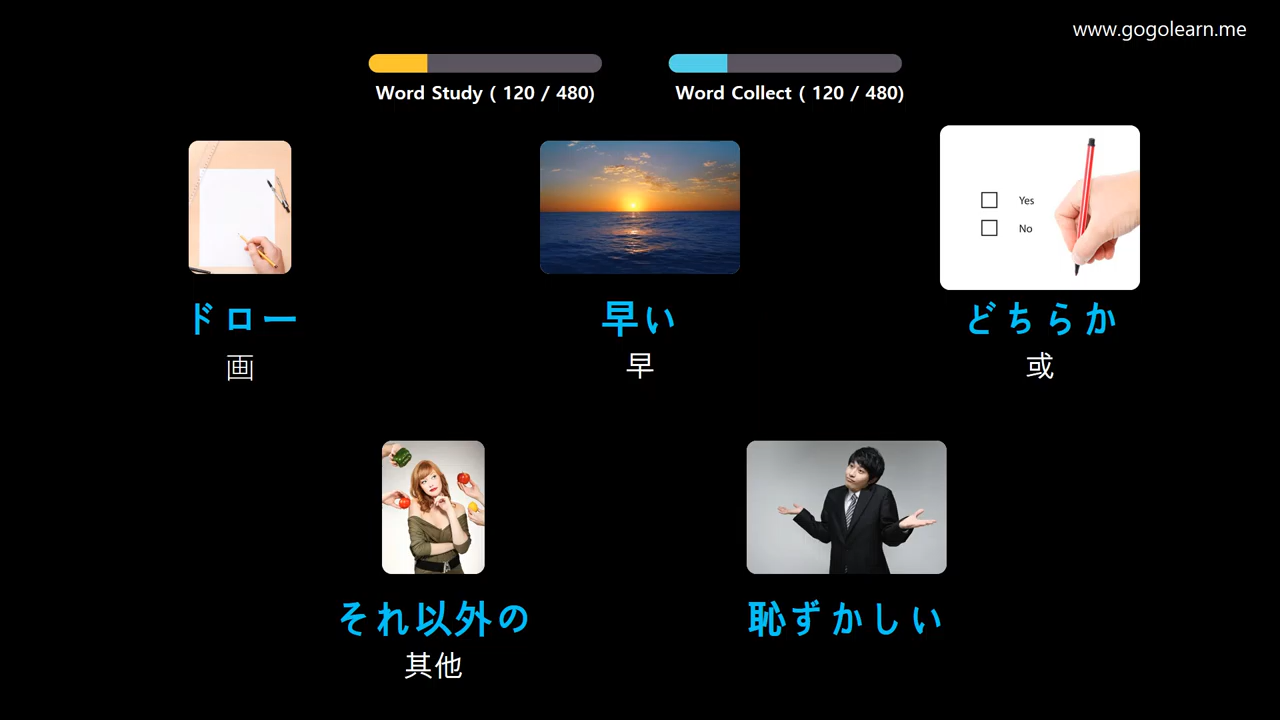 www.gogolearn.me
Word Study ( 120 / 480)
Word Collect ( 120 / 480)
Yes
No
ドロー
画
早い
早
どちらか
或
それ以外の
其他
恥ずかしい